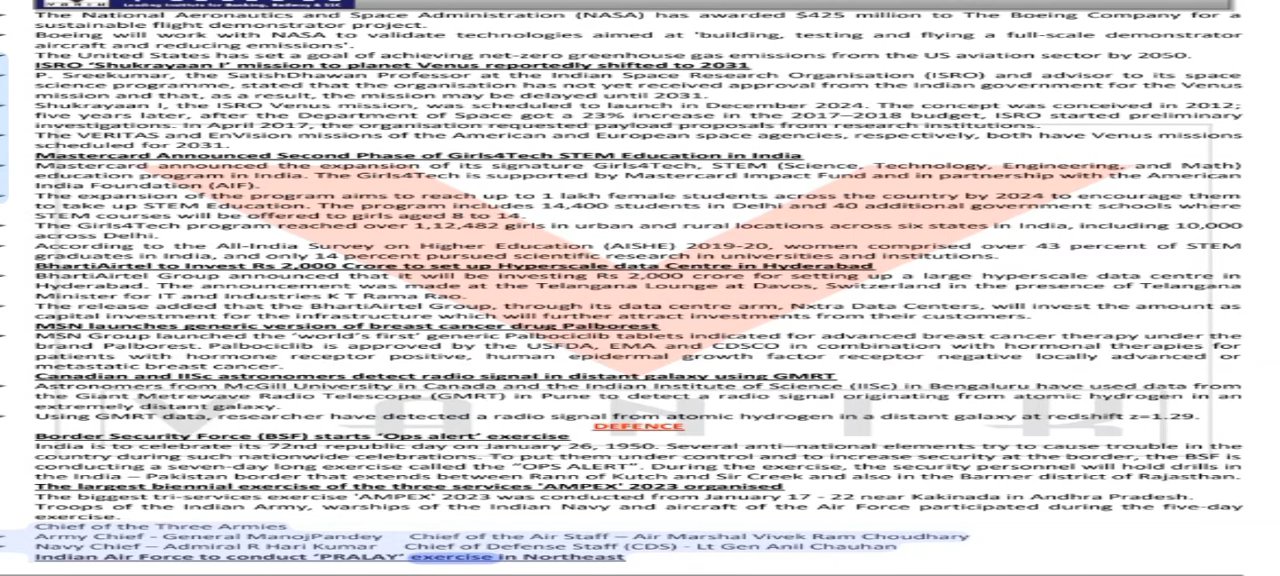 Leading Institute for Banking, Railway & SSC
The National Aeronautics and Space Administration (NASA) has awarded $425 million to The Boeing Company for a
sustainable flight demonstrator project.
Boeing will work with NASA to validate technologies aimed at 'building, testing and flying a full-scale demonstrator
aircraft and reducing emissions'.
The United States has set a goal of achieving net-zero greenhouse gas emissions from the US aviation sector by 2050.
ISRO 'Shukrayaan I' missions to planet Venus reportedly shifted to 2031
P. Sreekumar, the SatishDhawan Professor at the Indian Space Research Organisation (ISRO) and advisor to its space
science programme, stated that the organisation has not yet received approval from the Indian government for the Venus
mission and that, as a result, the mission may be delayed until 2031.
Shukrayaan I, the ISRO Venus mission, was scheduled to launch in December 2024. The concept was conceived in 2012;
five years later, after the Department of Space got a 23% increase in the 2017–2018 budget, ISRO started preliminary
investigations. In April 2017, the organisation requested payload proposals from research institutions.
The VERITAS and EnVision missions of the American and European space agencies, respectively, both have Venus missions
scheduled for 2031.
Mastercard Announced Second Phase of Girls4Tech STEM Education in India
Mastercard announced the expansion of its signature Girls4Tech, STEM (Science, Technology, Engineering, and Math)
education program in India. The Girls4Tech is supported by Mastercard Impact Fund and in partnership with the American
India Foundation (AIF).
The expansion of the program aims to reach up to 1 lakh female students across the country by 2024 to encourage them
to take up STEM Education. The program includes 14,400 students in Delhi and 40 additional government schools where
STEM courses will be offered to girls aged 8 to 14.
The Girls4Tech program reached over 1,12,482 girls in urban and rural locations across six states in India, including 10,000
across Delhi.
According to the All-India Survey on Higher Education (AISHE) 2019-20, women comprised over 43 percent of STEM
graduates in India, and only 14 percent pursued scientific research in universities and institutions.
BhartiAirtel to Invest Rs 2,000 Crore to set up Hyperscale data Centre in Hyderabad
BhartiAirtel Group announced that it will be investing Rs 2,000 crore for setting up a large hyperscale data centre in
Hyderabad. The announcement was made at the Telangana Lounge at Davos, Switzerland in the presence of Telangana
Minister for IT and Industries K T Rama Rao.
The release added that the BhartiAirtel Group, through its data centre arm, Nxtra Data Centers, will invest the amount as
capital investment for the infrastructure which will further attract investments from their customers.
MSN launches generic version of breast cancer drug Palborest
MSN Group launched the 'world's first' generic Palbociclib tablets indicated for advanced breast cancer therapy under the
brand Palborest. Palbociclib is approved by the USFDA, EMA and CDSCO in combination with hormonal therapies for
patients with hormone receptor positive, human epidermal growth factor receptor negative locally advanced or
metastatic breast cancer.
Canadian and IISc astronomers detect radio signal in distant galaxy using GMRT
Astronomers from McGill University in Canada and the Indian Institute of Science (IISc) in Bengaluru have used data from
the Giant Metrewave Radio Telescope (GMRT) in Pune to detect a radio signal originating from atomic hydrogen in an
extremely distant galaxy.
Using GMRT data, researcher have detected a radio signal from atomic hydrogen in a distant galaxy at redshift z=1.29.
DEFENCE
Border Security Force (BSF) starts 'Ops alert' exercise
India is to celebrate its 72nd republic day on January 26, 1950. Several anti–national elements try to cause trouble in the
country during such nationwide celebrations. To put them under control and to increase security at the border, the BSF is
conducting a seven-day long exercise called the "OPS ALERT". During the exercise, the security personnel will hold drills in
the India – Pakistan border that extends between Rann of Kutch and Sir Creek and also in the Barmer district of Rajasthan.
The largest biennial exercise of the three services 'AMPEX' 2023 organised
The biggest tri-services exercise 'AMPEX' 2023 was conducted from January 17 - 22 near Kakinada in Andhra Pradesh.
Troops of the Indian Army, warships of the Indian Navy and aircraft of the Air Force participated during the five-day
exercise.
Chief of the Three Armies
Army Chief - General ManojPandey Chief of the Air Staff – Air Marshal Vivek Ram Choudhary
Navy Chief – Admiral R Hari Kumar Chief of Defense Staff (CDS) - Lt Gen Anil Chauhan
Indian Air Force to conduct 'PRALAY' exercise in Northeast